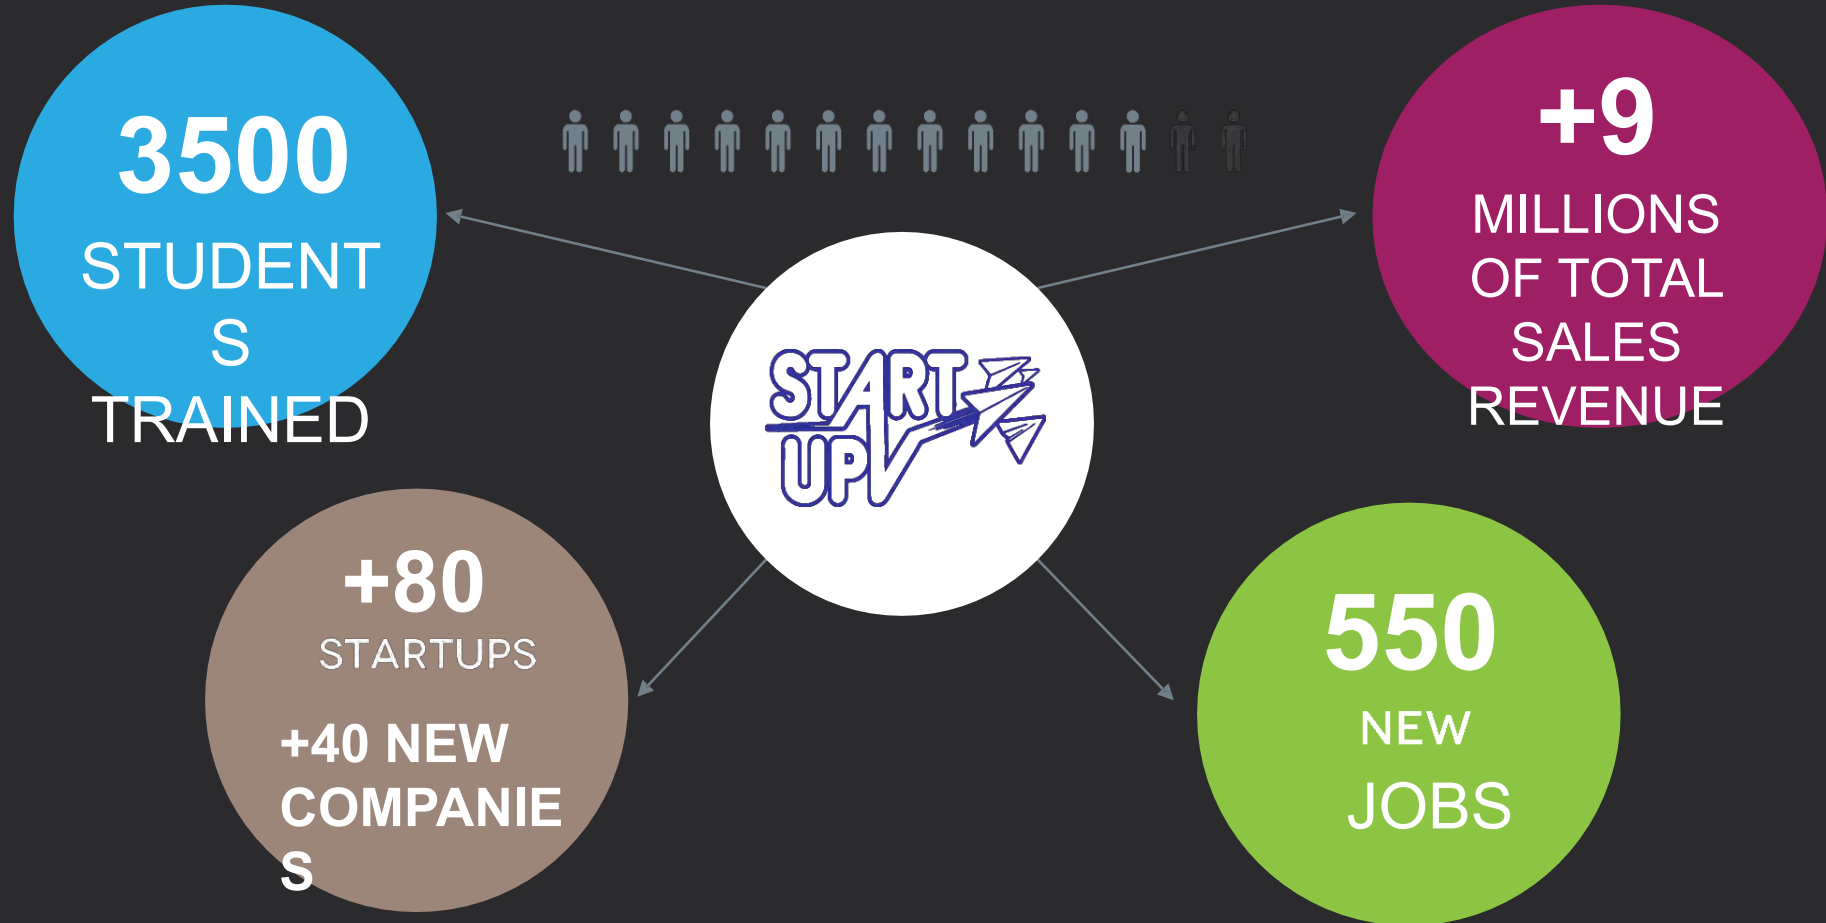 3500
STUDENT
S
TRAINED
+9
MILLIONS
OF TOTAL
SALES
REVENUE
START
UPV
+80
STARTUPS
+40 NEW
COMPANIE
S
550
NEW
JOBS